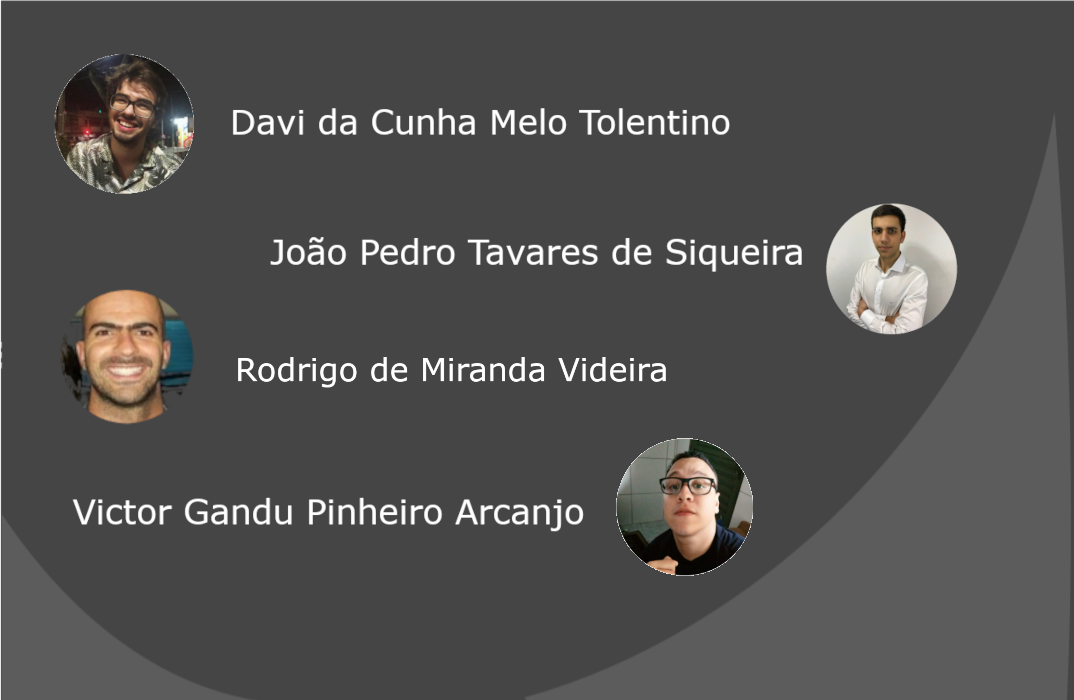 Davi da Cunha Melo Tolentino
João Pedro Tavares de Siqueira
Rodrigo de Miranda Videira
Victor Gandu Pinheiro Arcanjo